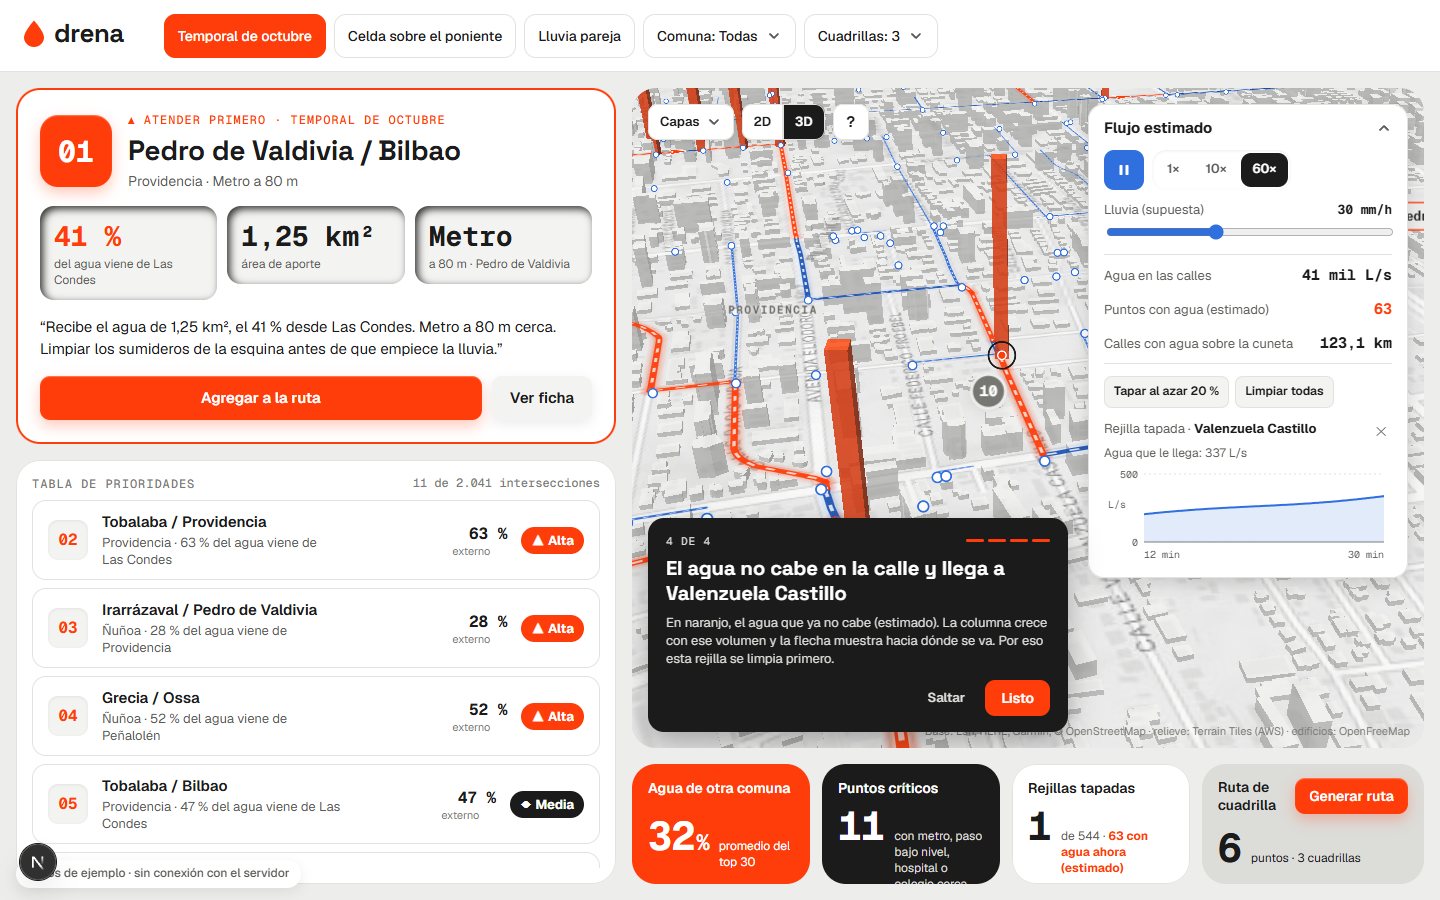 drena
Temporal de octubre
Celda sobre el poniente
Lluvia pareja
Comuna: Todas
Cuadrillas: 3
01
▲ ATENDER PRIMERO · TEMPORAL DE OCTUBRE
Pedro de Valdivia / Bilbao
Providencia · Metro a 80 m
41 %
del agua viene de Las
Condes
1,25 km²
área de aporte
Metro
a 80 m · Pedro de Valdivia
“Recibe el agua de 1,25 km², el 41 % desde Las Condes. Metro a 80 m cerca.
Limpiar los sumideros de la esquina antes de que empiece la lluvia.”
Agregar a la ruta
Ver ficha
TABLA DE PRIORIDADES
11 de 2.041 intersecciones
02
Tobalaba / Providencia
Providencia · 63 % del agua viene de
Las Condes
63 %
externo
▲ Alta
03
Irarrázaval / Pedro de Valdivia
Ñuñoa · 28 % del agua viene de
Providencia
28 %
externo
▲ Alta
04
Grecia / Ossa
Ñuñoa · 52 % del agua viene de
Peñalolén
52 %
externo
▲ Alta
05
Tobalaba / Bilbao
Providencia · 47 % del agua viene de Las
Condes
47 %
externo
Media
N
s de ejemplo · sin conexión con el servidor
Capas
2D
3D
?
PROVIDENCIA
10
Flujo estimado
1×
10×
60×
Lluvia (supuesta)
30 mm/h
Agua en las calles
41 mil L/s
Puntos con agua (estimado)
63
Calles con agua sobre la cuneta
123,1 km
Tapar al azar 20 %
Limpiar todas
Rejilla tapada · Valenzuela Castillo
Agua que le llega: 337 L/s
500
L/s
0
12 min
30 min
4 DE 4
El agua no cabe en la calle y llega a
Valenzuela Castillo
En naranjo, el agua que ya no cabe (estimado). La columna crece
con ese volumen y la flecha muestra hacia dónde se va. Por eso
esta rejilla se limpia primero.
Saltar
Listo
© OpenStreetMap · relieve: Terrain Tiles (AWS) · edificios: OpenFreeMap
Agua de otra comuna
32%
promedio del
top 30
Puntos críticos
11
con metro, paso
bajo nivel,
hospital o
colegio cerca
Rejillas tapadas
1
de 544 · 63 con
agua ahora
(estimado)
Ruta de
cuadrilla
Generar ruta
6
puntos · 3 cuadrillas